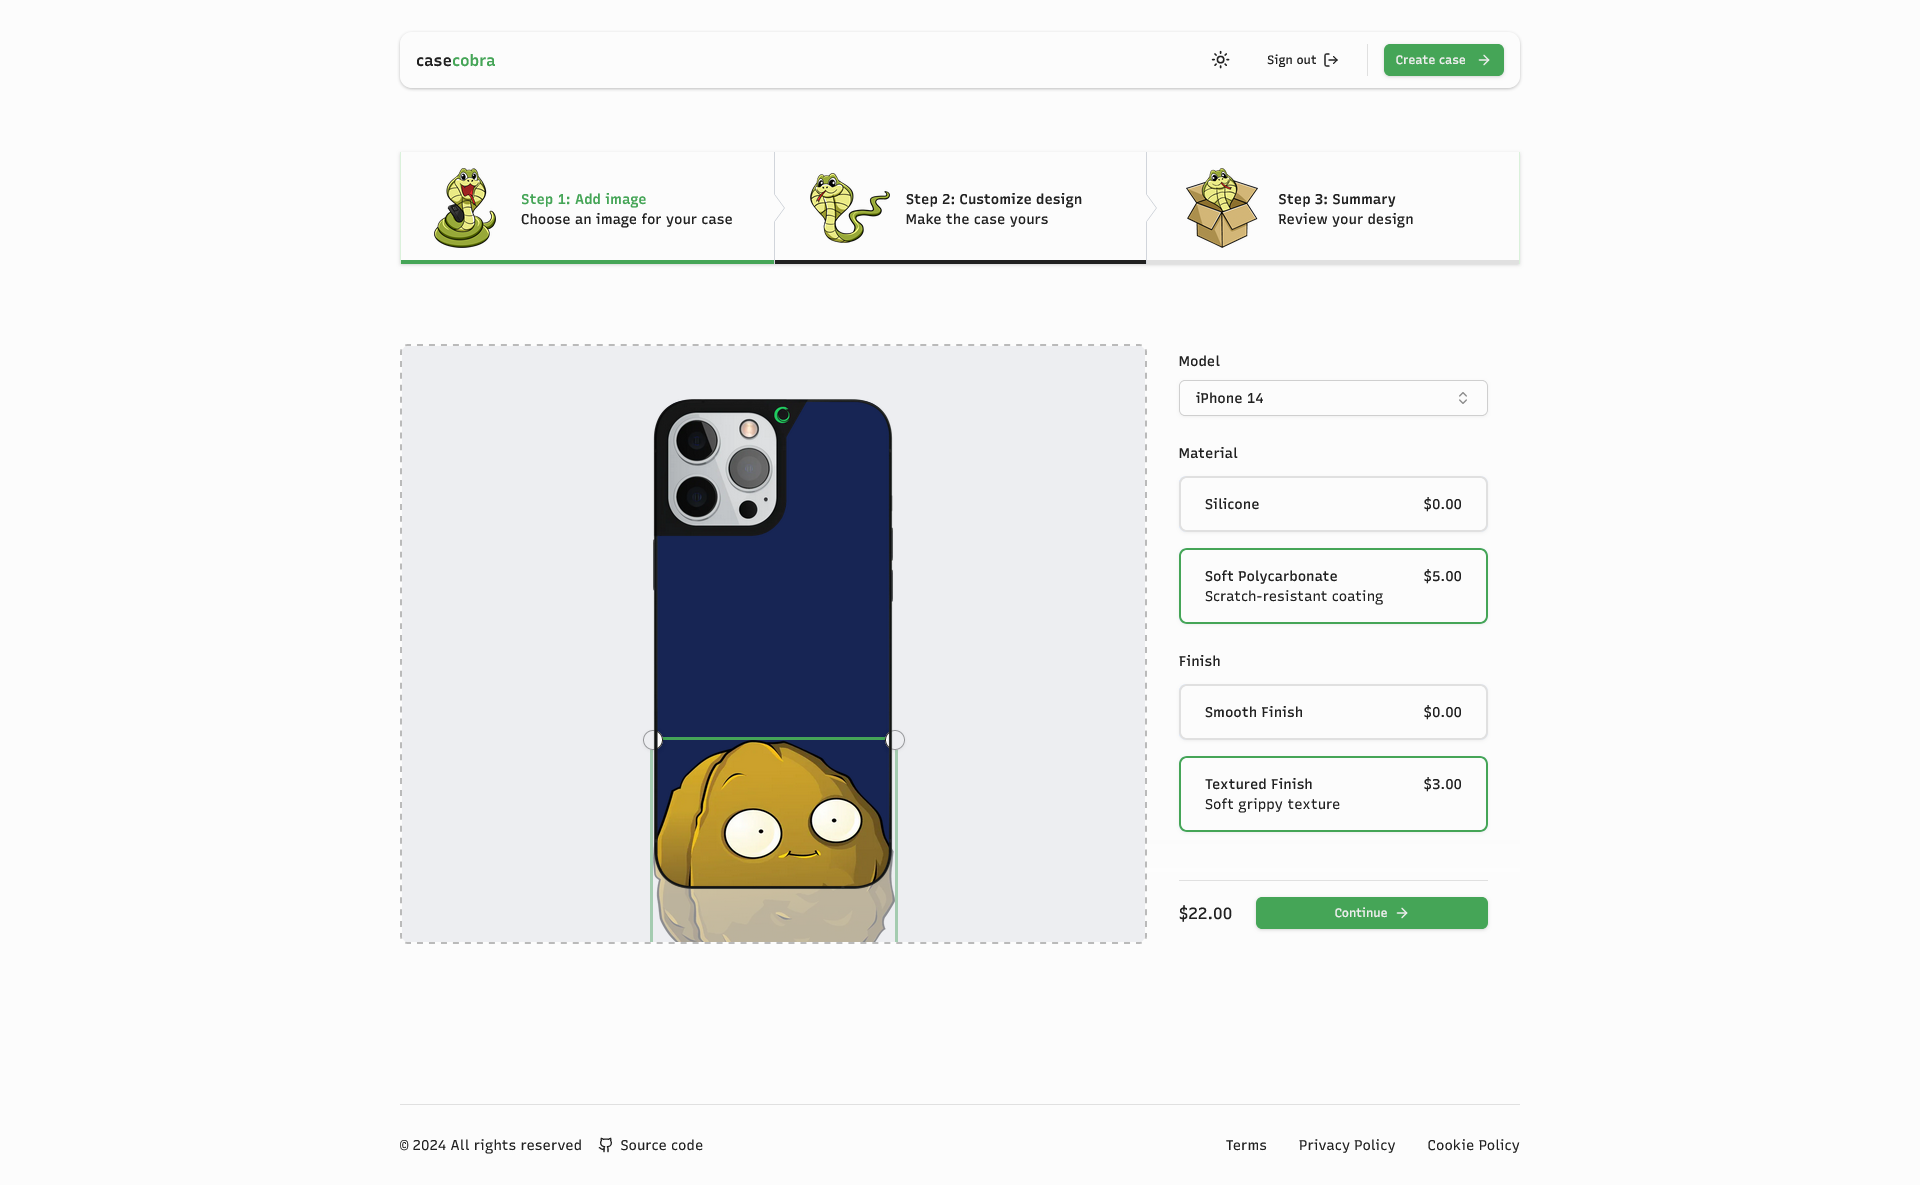 casecobra
Sign out
Create case
Step 1: Add image
Choose an image for your case
Step 2: Customize design
Make the case yours
Step 3: Summary
Review your design
Model
iPhone 14
Material
Silicone $0.00
Soft Polycarbonate $5.00
Scratch-resistant coating
Finish
Smooth Finish $0.00
Textured Finish $3.00
Soft grippy texture
$22.00 Continue
© 2024 All rights reserved Source code
Terms Privacy Policy Cookie Policy